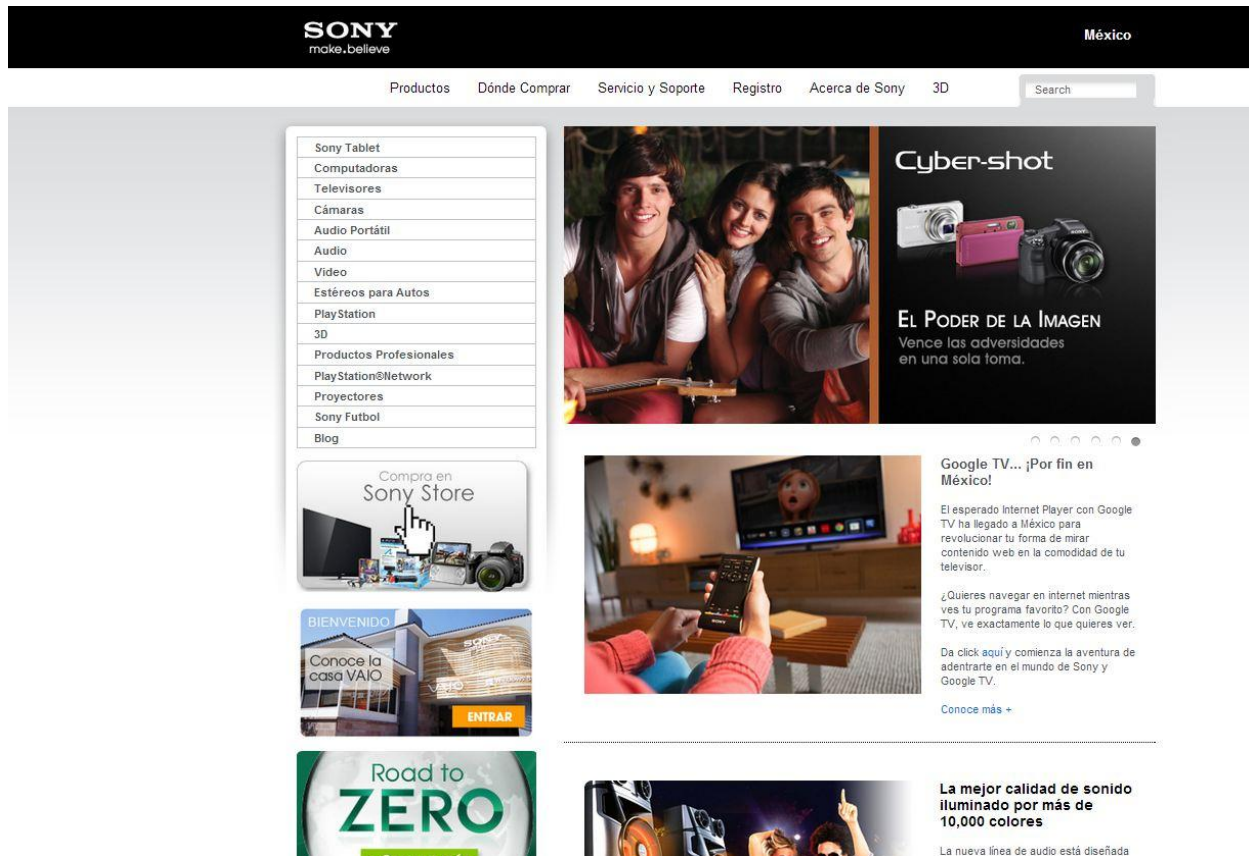 SONY
make.believe
México
Productos
Dónde Comprar
Servicio y Soporte
Registro
Acerca de Sony
3D
Search
Sony Tablet
Computadoras
Televisores
Cámaras
Audio Portátil
Audio
Video
Estéreos para Autos
PlayStation
3D
Productos Profesionales
PlayStation®Network
Proyectores
Sony Futbol
Blog
Cyber-shot
SONY
EL PODER DE LA IMAGEN
Vence las adversidades
en una sola toma.
Compra en
Sony Store
BIENVENIDO
Conoce la
casa VAIO
SONY
VAIO
ENTRAR
Road to
ZERO
SONY
Google TV... ¡Por fin en
México!
El esperado Internet Player con Google
TV ha llegado a México para
revolucionar tu forma de mirar
contenido web en la comodidad de tu
televisor.
¿Quieres navegar en internet mientras
ves tu programa favorito? Con Google
TV, ve exactamente lo que quieres ver.
Da click aquí y comienza la aventura de
adentrarte en el mundo de Sony y
Google TV.
Conoce más +
La mejor calidad de sonido
iluminado por más de
10,000 colores
La nueva línea de audio está diseñada